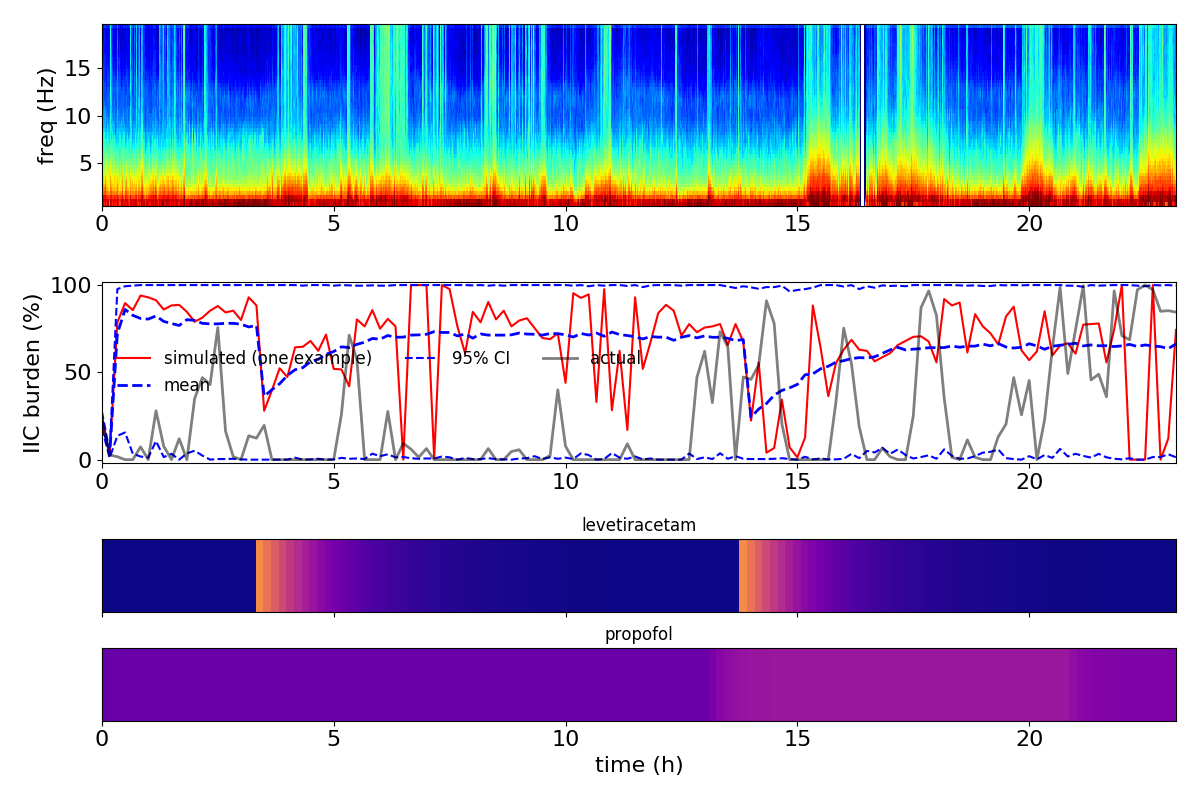 freq (Hz)
15
10
5
0 5 10 15 20
IIC burden (%)
100
50
0
simulated (one example) 95% CI actual
mean
0 5 10 15 20
levetiracetam
propofol
0 5 10 15 20
time (h)